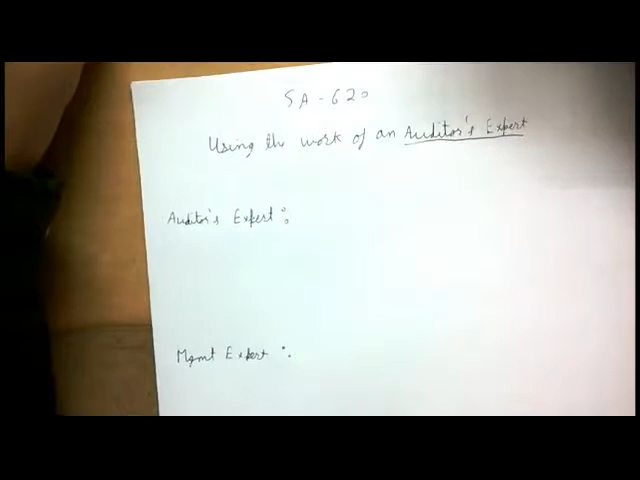 SA-620
Using the work of an Auditor's Expert
Auditor's Expert :
Mgmt Expert :